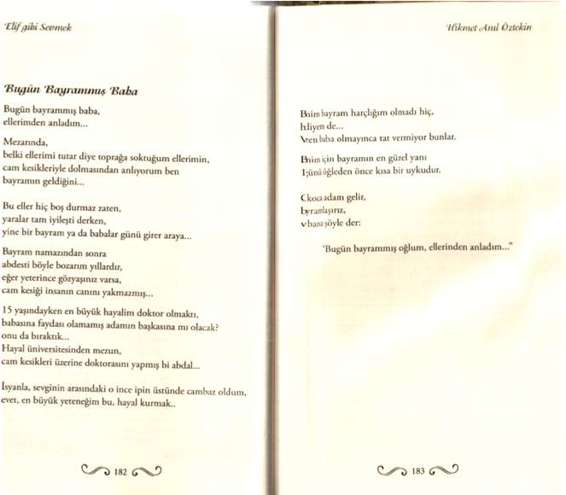 Elif gibi Sevmek
Bugün Bayrammış Baba
Bugün bayrammış baba,
ellerimden anladım...
Mezarında,
belki ellerimi tutar diye toprağa soktuğum ellerimin,
cam kesikleriyle dolmasından anlıyorum ben
bayramın geldiğini...
Bu eller hiç boş durmaz zaten,
yaralar tam iyileşti derken,
yine bir bayram ya da babalar günü girer araya...
Bayram namazından sonra
abdesti böyle bozarım yıllardır,
eğer yeterince gözyaşınız varsa,
cam kesiği insanın canını yakmazmış...
15 yaşındayken en büyük hayalim doktor olmaktı,
babasına faydası olamamış adamın başkasına mı olacak?
onu da bıraktık...
Hayal üniversitesinden mezun,
cam kesikleri üzerine doktorasını yapmış bi abdal...
İsyanla, sevginin arasındaki o ince ipin üstünde cambaz oldum,
evet, en büyük yeteneğim bu, hayal kurmak..
182
Hikmet Anıl Öztekin
Benim bayram harçlığım olmadı hiç,
de...
baba olmayınca tat vermiyor bunlar.
Benim için bayramın en güzel yanı
öğleden önce kısa bir uykudur.
adam gelir,
bayramlaşırız,
bana şöyle der:
"Bugün bayrammış oğlum, ellerinden anladım..."
183